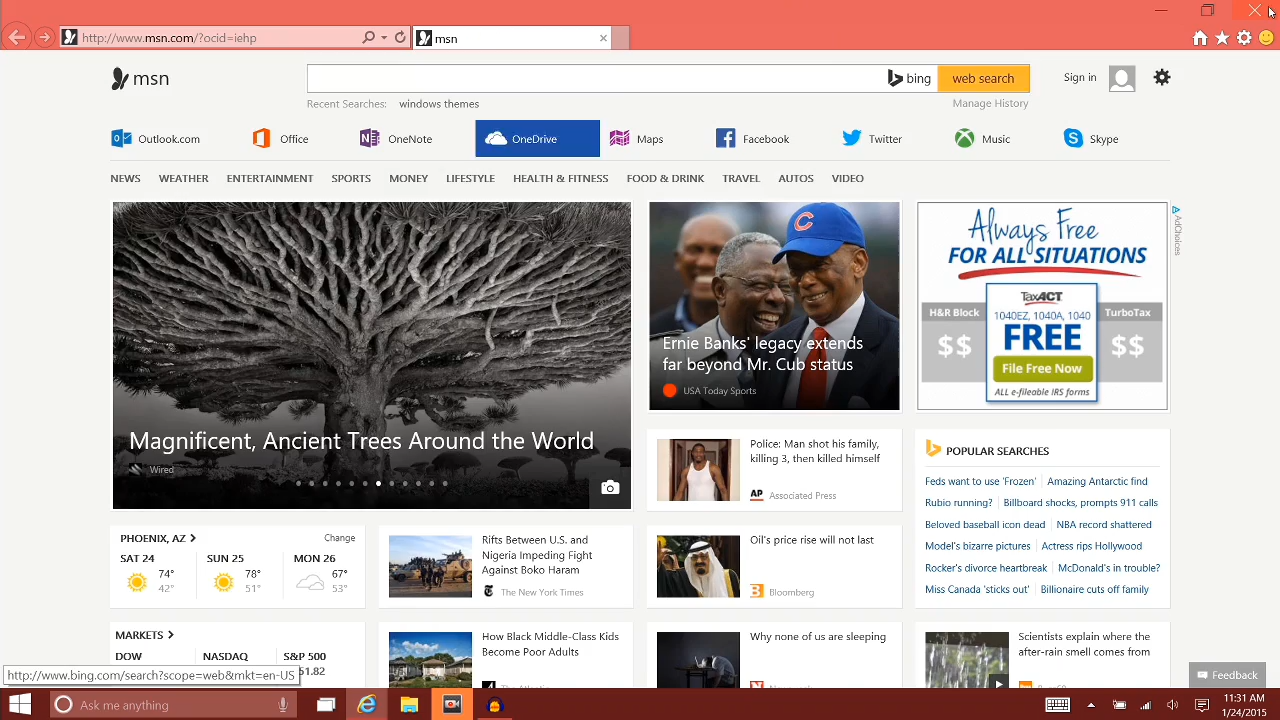 http://www.msn.com/?ocid=iehp
msn
msn
bing
web search
Sign in
Recent Searches: windows themes
Manage History
Outlook.com
Office
OneNote
OneDrive
Maps
Facebook
Twitter
Music
Skype
NEWS WEATHER ENTERTAINMENT SPORTS MONEY LIFESTYLE HEALTH & FITNESS FOOD & DRINK TRAVEL AUTOS VIDEO
Magnificent, Ancient Trees Around the World
Wired
Ernie Banks' legacy extends
far beyond Mr. Cub status
USA Today Sports
Always Free
FOR ALL SITUATIONS
TaxACT
1040EZ, 1040A, 1040
FREE
File Free Now
ALL e-fileable IRS forms
H&R Block
$$
TurboTax
$$
AdChoices
Police: Man shot his family,
killing 3, then killed himself
AP Associated Press
POPULAR SEARCHES
Feds want to use 'Frozen' Amazing Antarctic find
Rubio running? Billboard shocks, prompts 911 calls
Beloved baseball icon dead NBA record shattered
Model's bizarre pictures Actress rips Hollywood
Rocker's divorce heartbreak McDonald's in trouble?
Miss Canada 'sticks out' Billionaire cuts off family
PHOENIX, AZ
Change
SAT 24 SUN 25 MON 26
74° 78° 67°
42° 51° 53°
Rifts Between U.S. and
Nigeria Impeding Fight
Against Boko Haram
The New York Times
Oil's price rise will not last
Bloomberg
MARKETS
DOW NASDAQ S&P 500
51.82
How Black Middle-Class Kids
Become Poor Adults
Why none of us are sleeping
Scientists explain where the
after-rain smell comes from
Feedback
http://www.bing.com/search?scope=web&mkt=en-US
Ask me anything
11:31 AM
1/24/2015